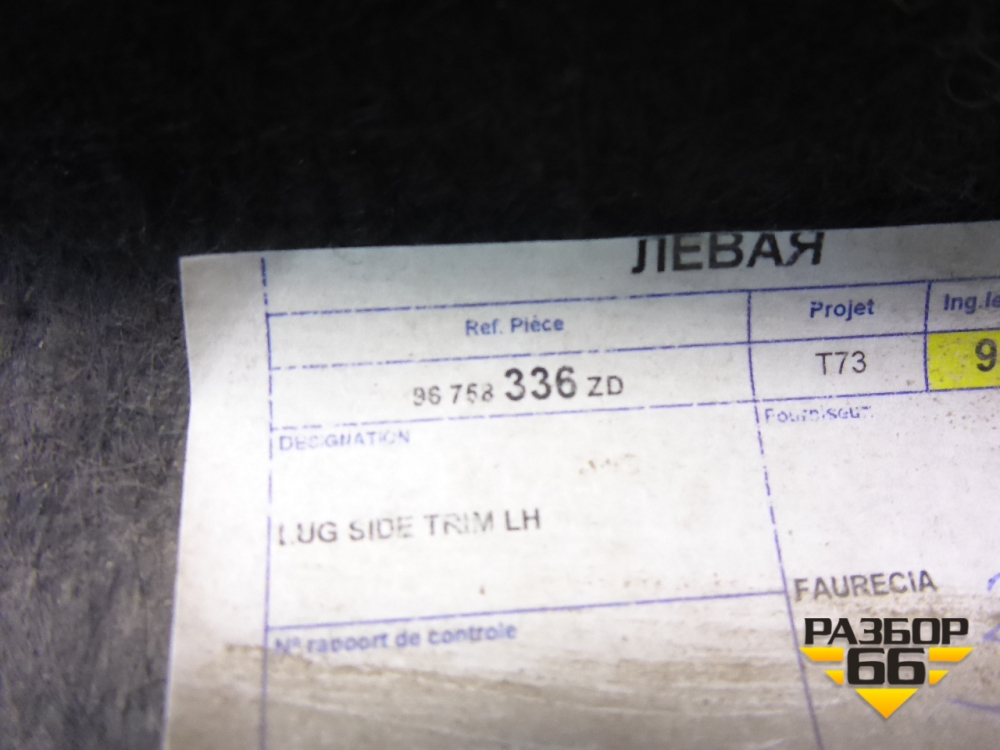 ЛЕВАЯ
Ref. Pièce Projet
96 758 336 ZD T73 9
DESIGNATION Fournisseur
LUG SIDE TRIM LH
FAURECIA
N° rapport de controle
РАЗБОР
66